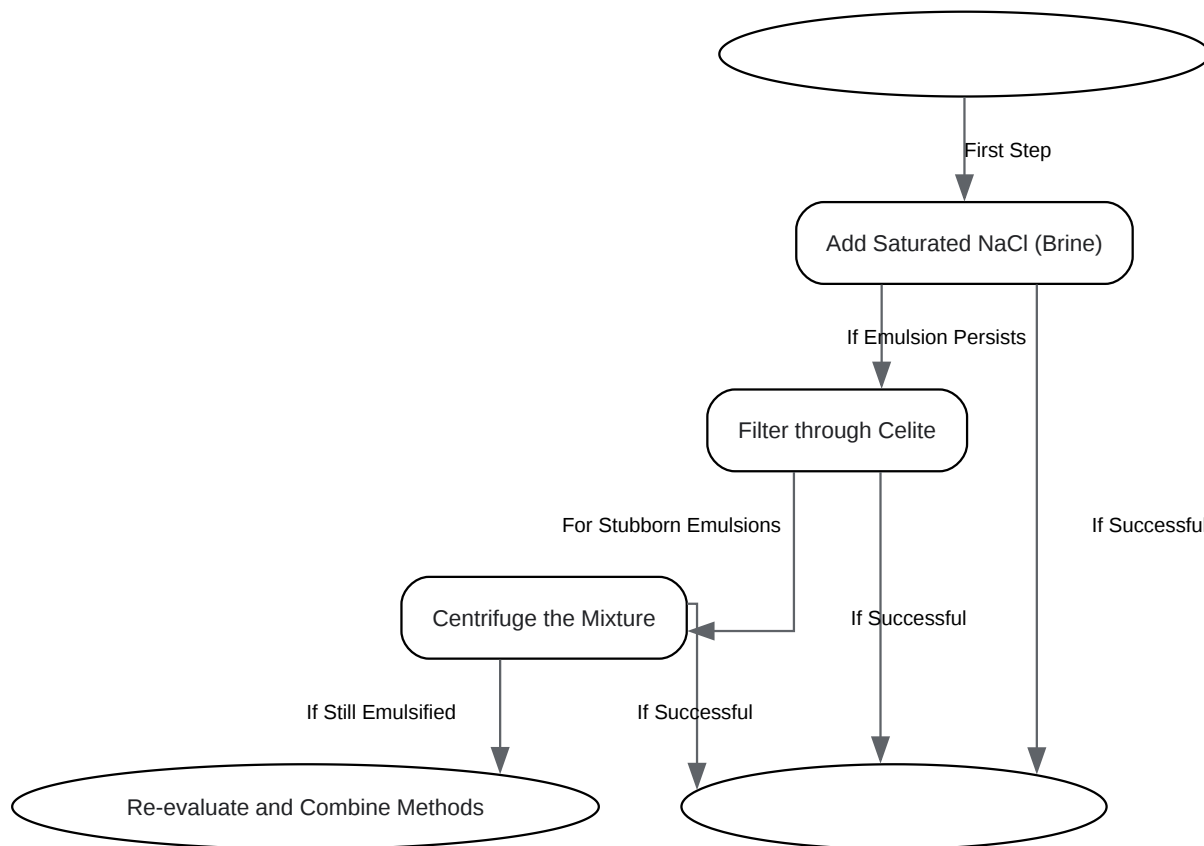 First Step
Add Saturated NaCl (Brine)
If Emulsion Persists
Filter through Celite
For Stubborn Emulsions
If Successful
Centrifuge the Mixture
If Successful
If Still Emulsified
If Successful
Re-evaluate and Combine Methods